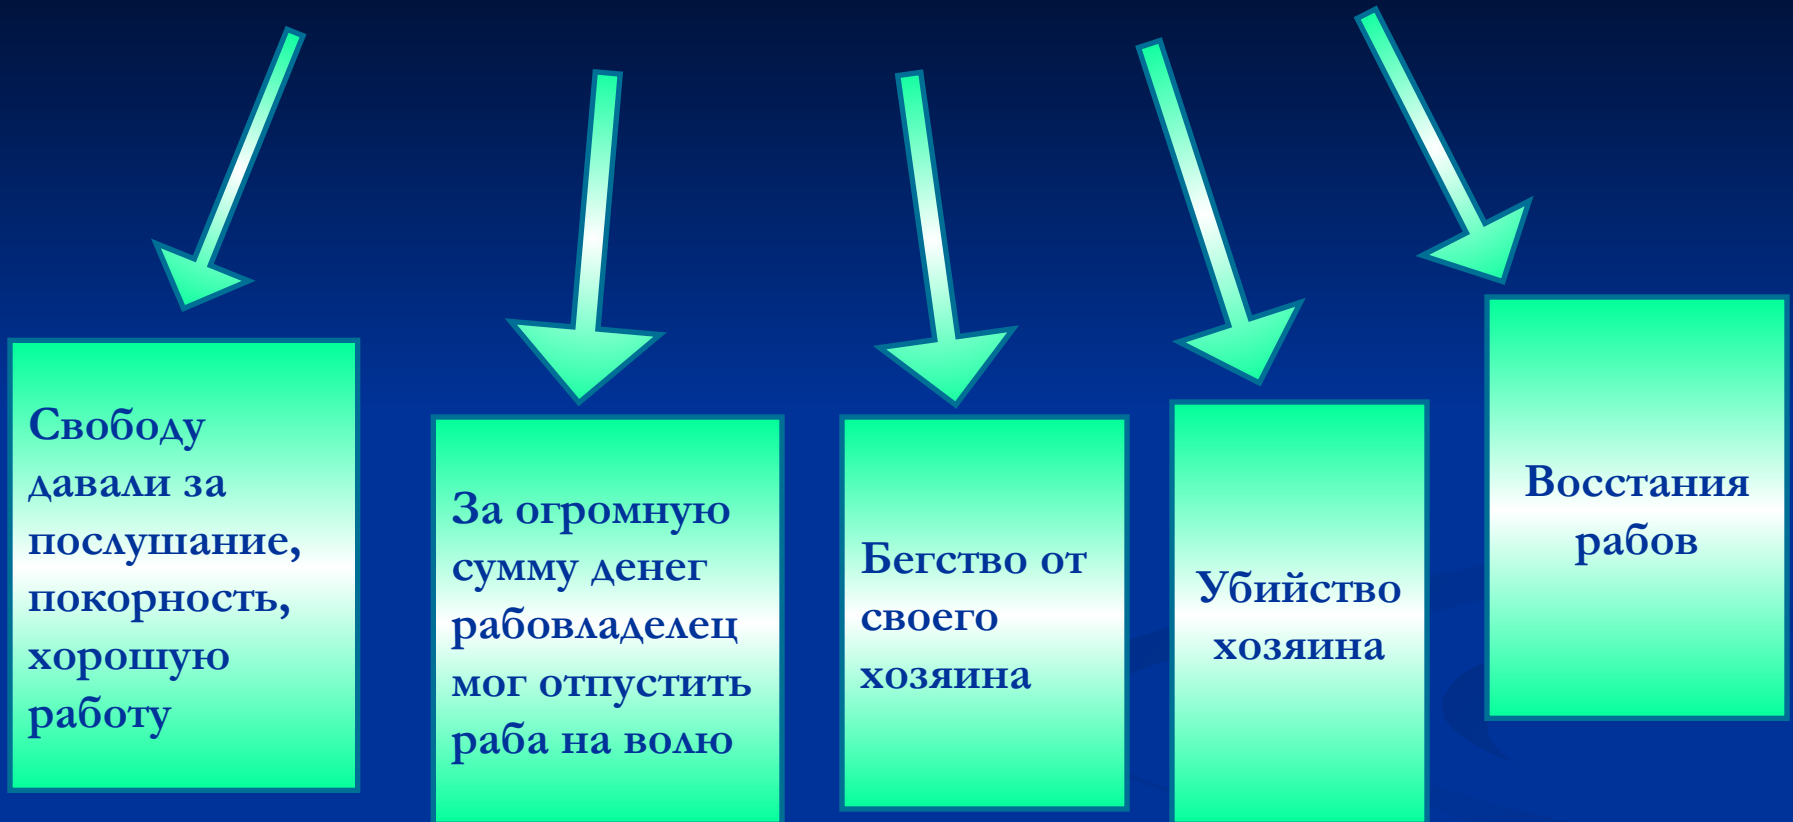 Свободу
давали за
послушание,
покорность,
хорошую
работу
За огромную
сумму денег
рабовладелец
мог отпустить
раба на волю
Бегство от
своего
хозяина
Убийство
хозяина
Восстания
рабов